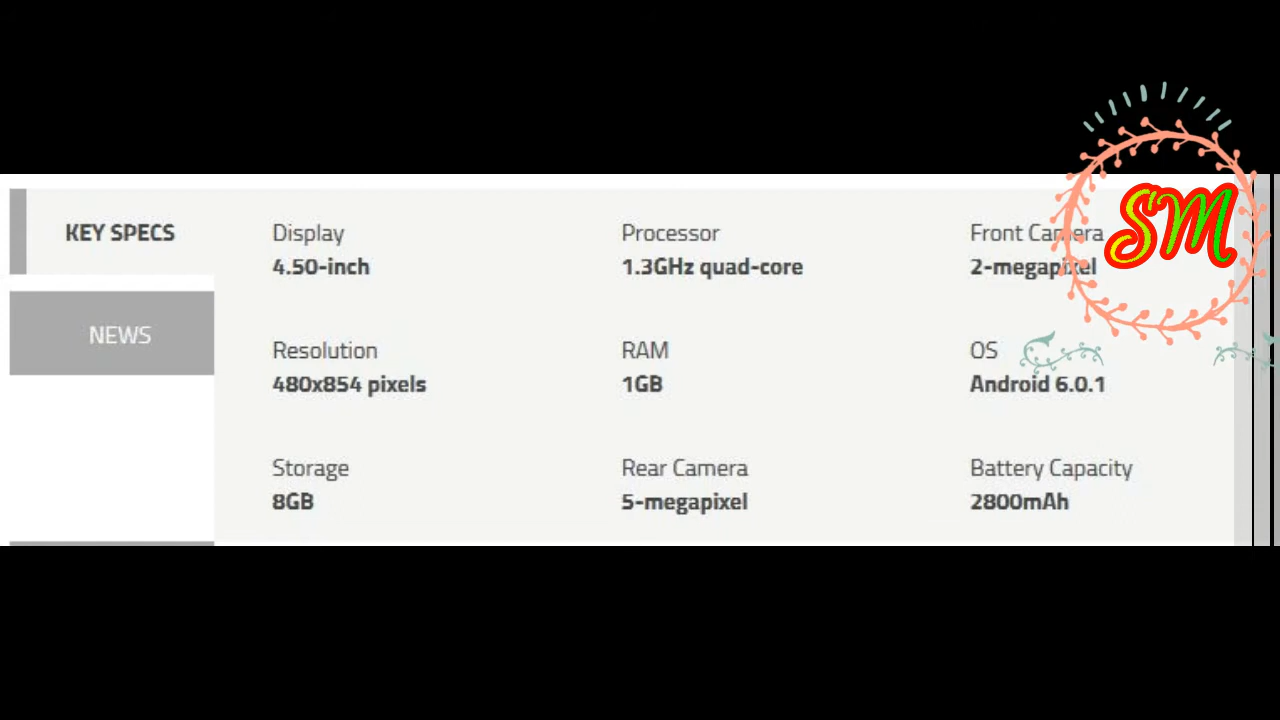 KEY SPECS
NEWS
Display
4.50-inch
Processor
1.3GHz quad-core
Front Camera
2-megapixel
Resolution
480x854 pixels
RAM
1GB
OS
Android 6.0.1
Storage
8GB
Rear Camera
5-megapixel
Battery Capacity
2800mAh
SM